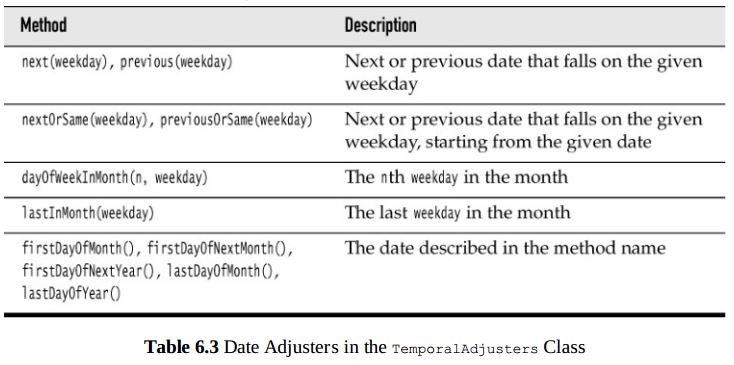 Method Description
next(weekday), previous(weekday) Next or previous date that falls on the given
weekday
nextOrSame(weekday), previousOrSame(weekday) Next or previous date that falls on the given
weekday, starting from the given date
dayOfWeekInMonth(n, weekday) The nth weekday in the month
lastInMonth(weekday) The last weekday in the month
firstDayOfMonth(), firstDayOfNextMonth(), The date described in the method name
firstDayOfNextYear(), lastDayOfMonth(),
lastDayOfYear()
Table 6.3 Date Adjusters in the TemporalAdjusters Class